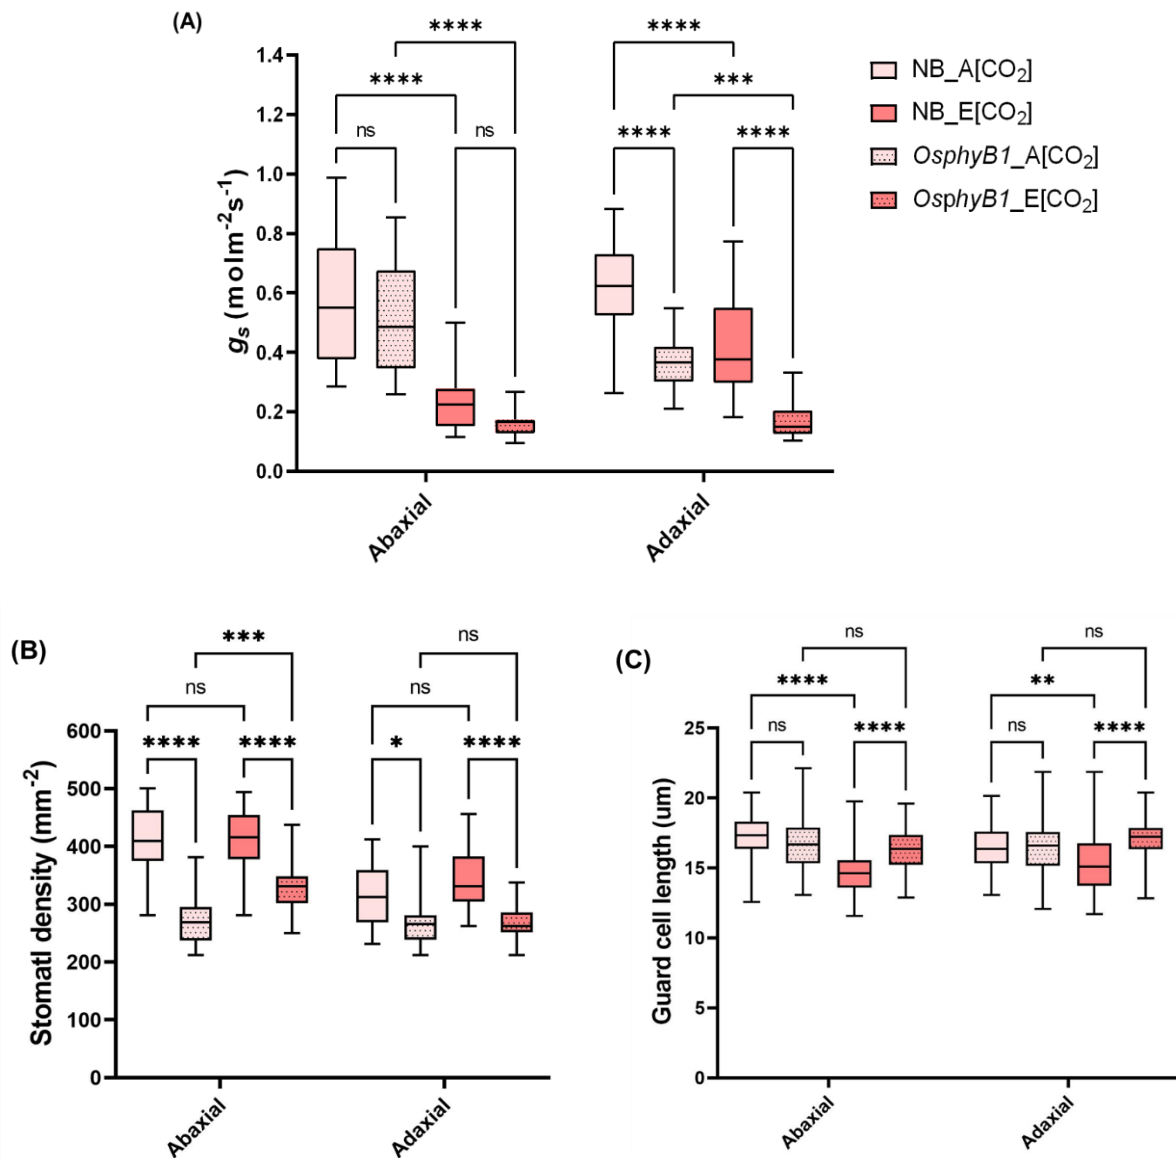 (A)
****
****
****
****
***
ns
ns
****
****
1.4
1.2
1.0
0.8
0.6
0.4
0.2
0.0
gs (molm-2s-1)
Abaxial
Adaxial
NB_A[CO2]
NB_E[CO2]
OsphyB1_A[CO2]
OsphyB1_E[CO2]
(B)
***
ns
ns
ns
****
****
*
****
600
500
400
300
200
100
0
Stomatl density (mm-2)
Abaxial
Adaxial
(C)
ns
ns
****
**
ns
****
ns
****
25
20
15
10
5
0
Guard cell length (um)
Abaxial
Adaxial